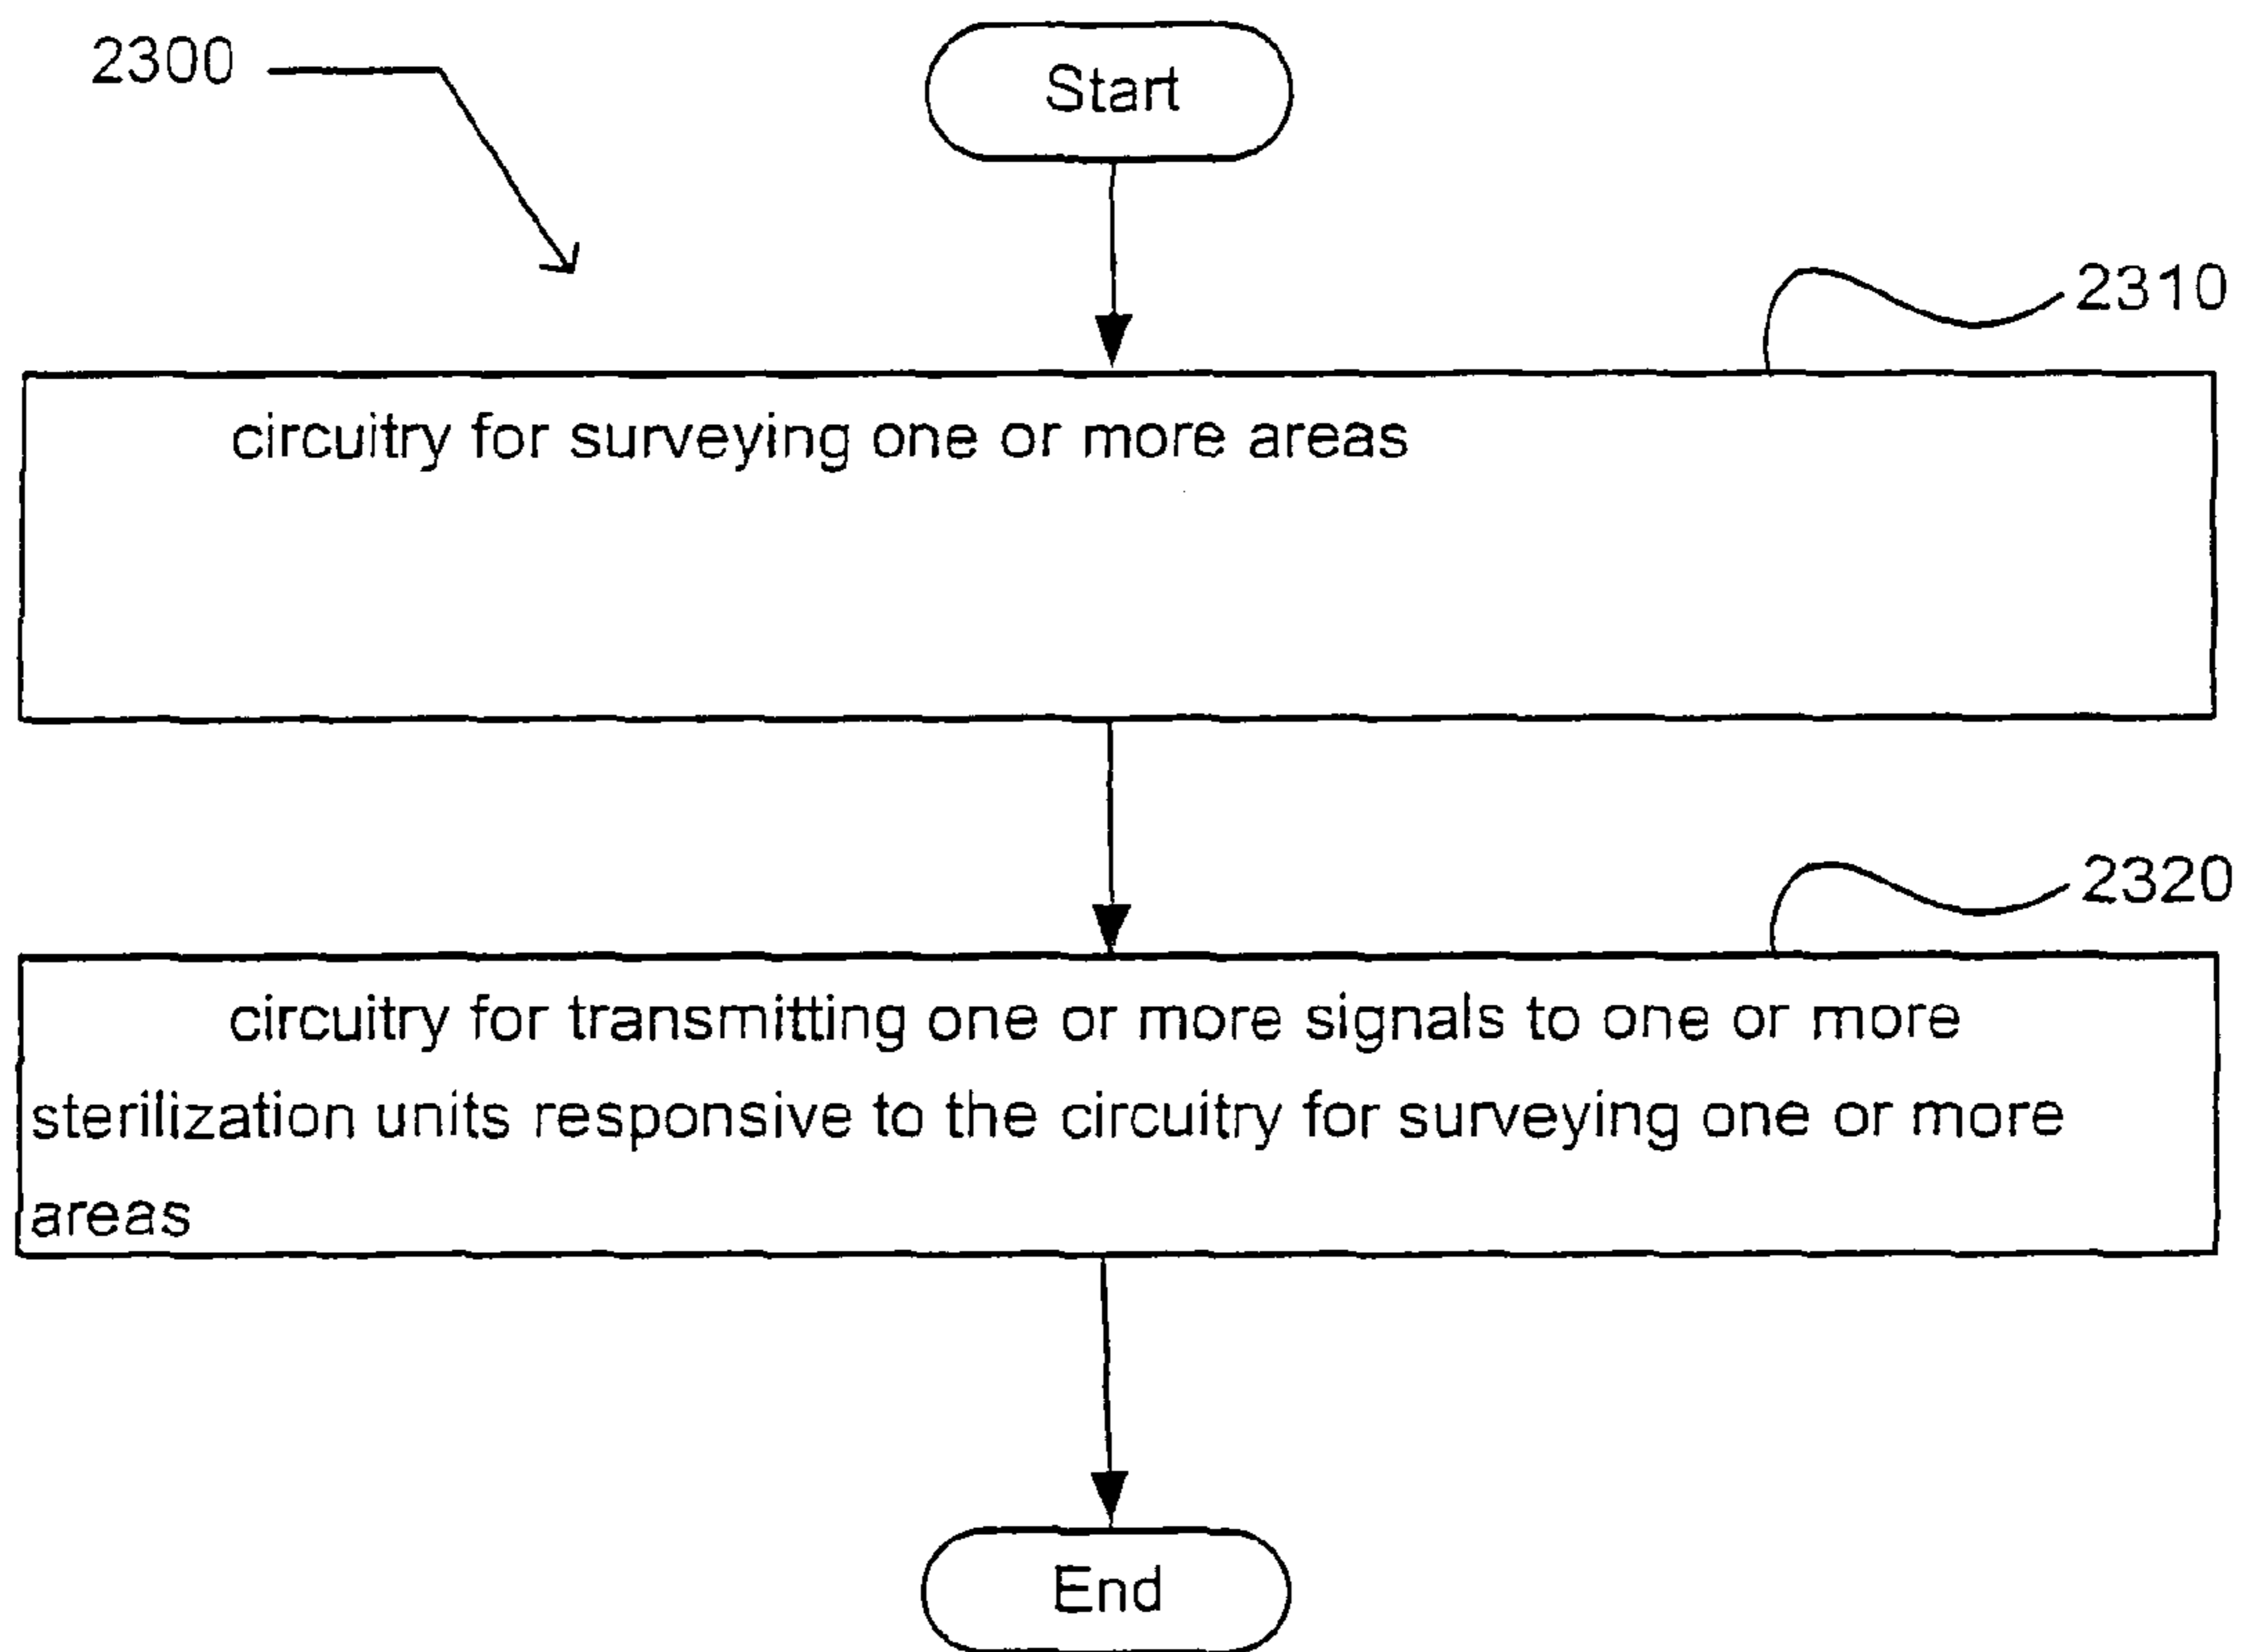 2300
Start
2310
circuitry for surveying one or more areas
2320
circuitry for transmitting one or more signals to one or more
sterilization units responsive to the circuitry for surveying one or more
areas
End